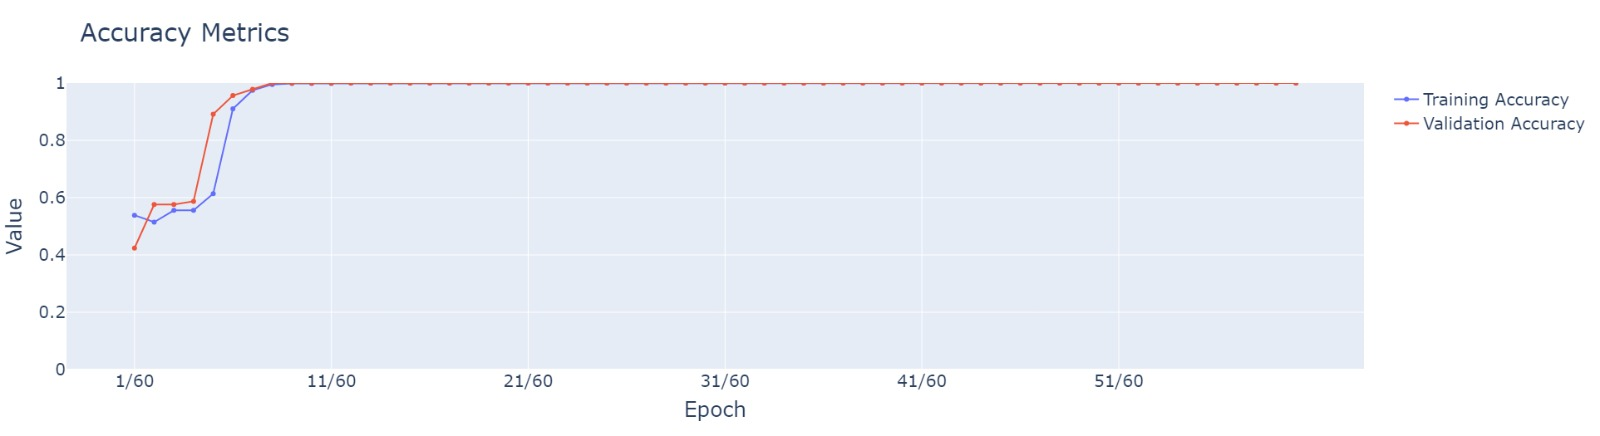 Accuracy Metrics
1
0.8
0.6
0.4
0.2
0
Value
1/60 11/60 21/60 31/60 41/60 51/60
Epoch
Training Accuracy
Validation Accuracy